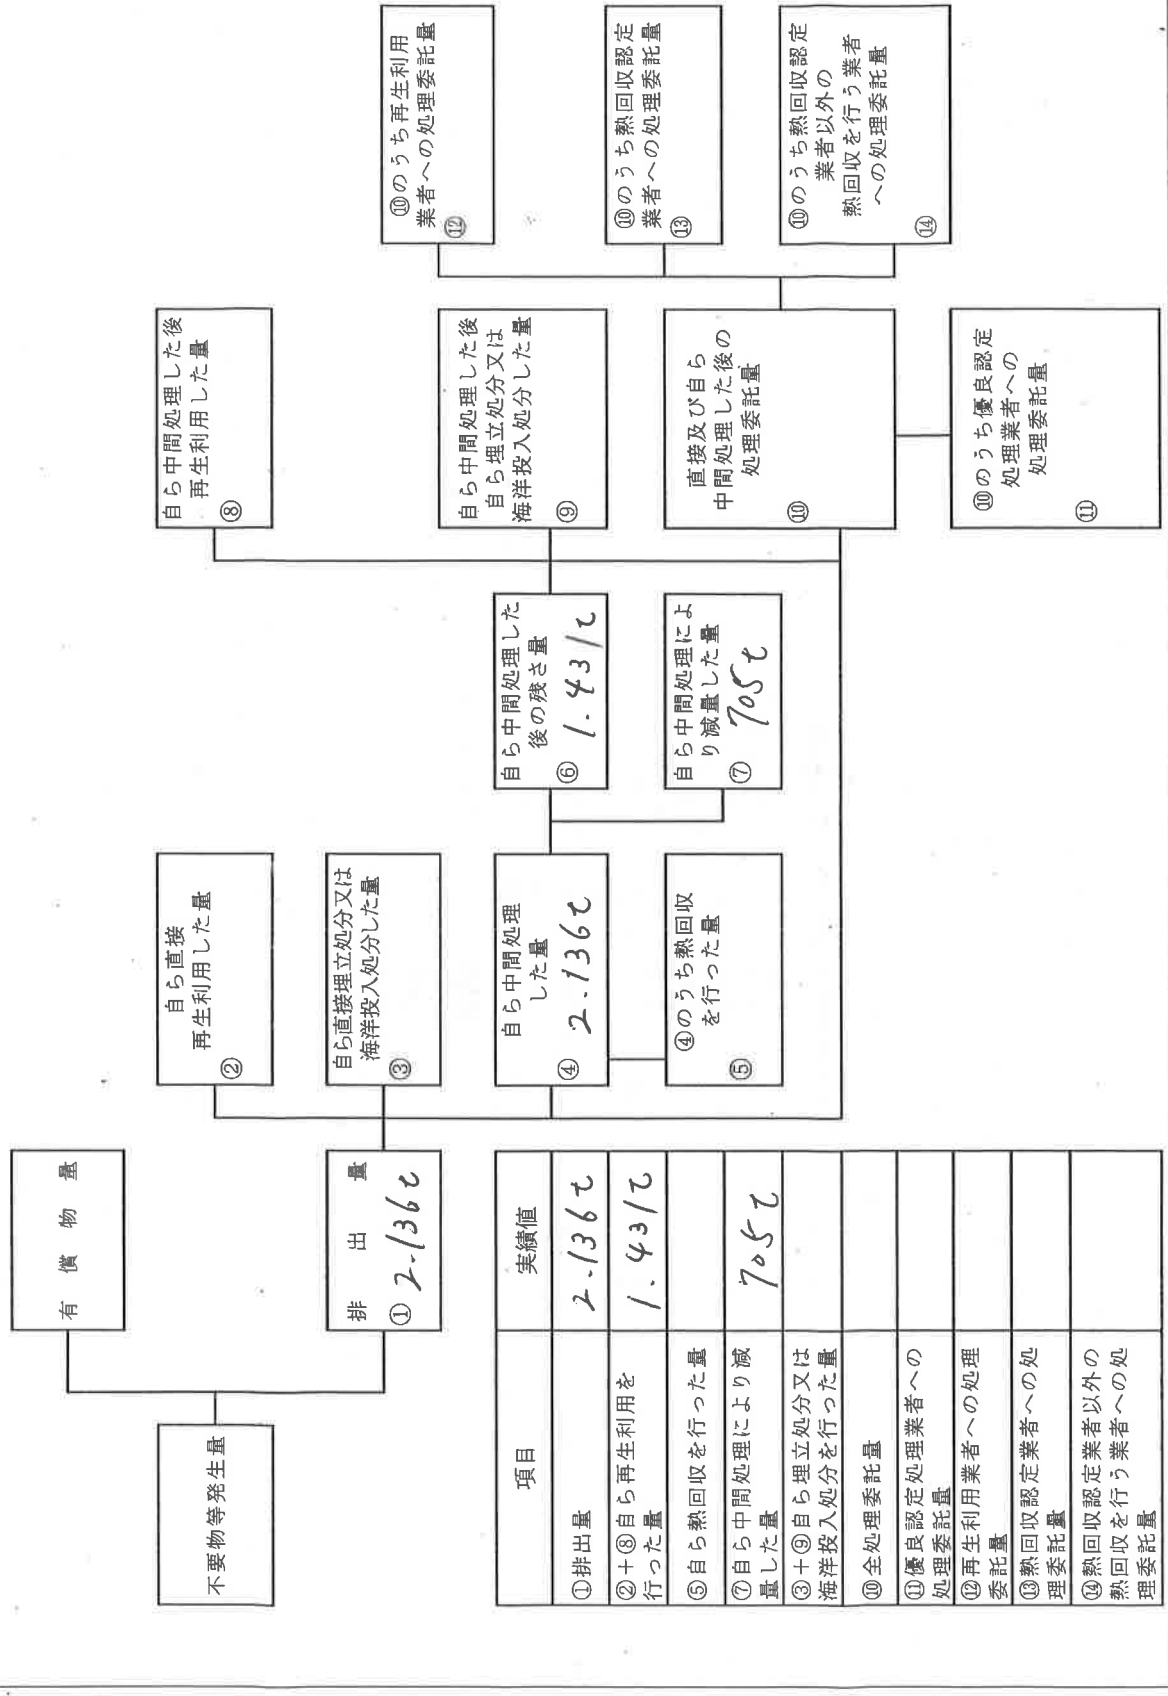 不要物等発生量
有償物量
排出量
① 2.136t
自ら直接
再生利用した量
②
自ら直接埋立処分又は
海洋投入処分した量
③
自ら中間処理
した量
④ 2.136t
④のうち熱回収
を行った量
⑤
自ら中間処理した
後の残さ量
⑥ 1.431t
自ら中間処理によ
り減量した量
⑦ 705t
自ら中間処理した後
再生利用した量
⑧
自ら中間処理した後
自ら埋立処分又は
海洋投入処分した量
⑨
直接及び自ら
中間処理した後の
処理委託量
⑩
⑩のうち優良認定
処理業者への
処理委託量
⑪
⑩のうち再生利用
業者への処理委託量
⑫
⑩のうち熱回収認定
業者への処理委託量
⑬
⑩のうち熱回収認定
業者以外の
熱回収を行う業者
への処理委託量
⑭
項目 実績値
①排出量 2.136t
②+⑧自ら再生利用を
行った量 1.431t
⑤自ら熱回収を行った量
⑦自ら中間処理により減
量した量 705t
③+⑨自ら埋立処分又は
海洋投入処分を行った量
⑩全処理委託量
⑪優良認定処理業者への
処理委託量
⑫再生利用業者への処理
委託量
⑬熱回収認定業者への処
理委託量
⑭熱回収認定業者以外の
熱回収を行う業者への処
理委託量